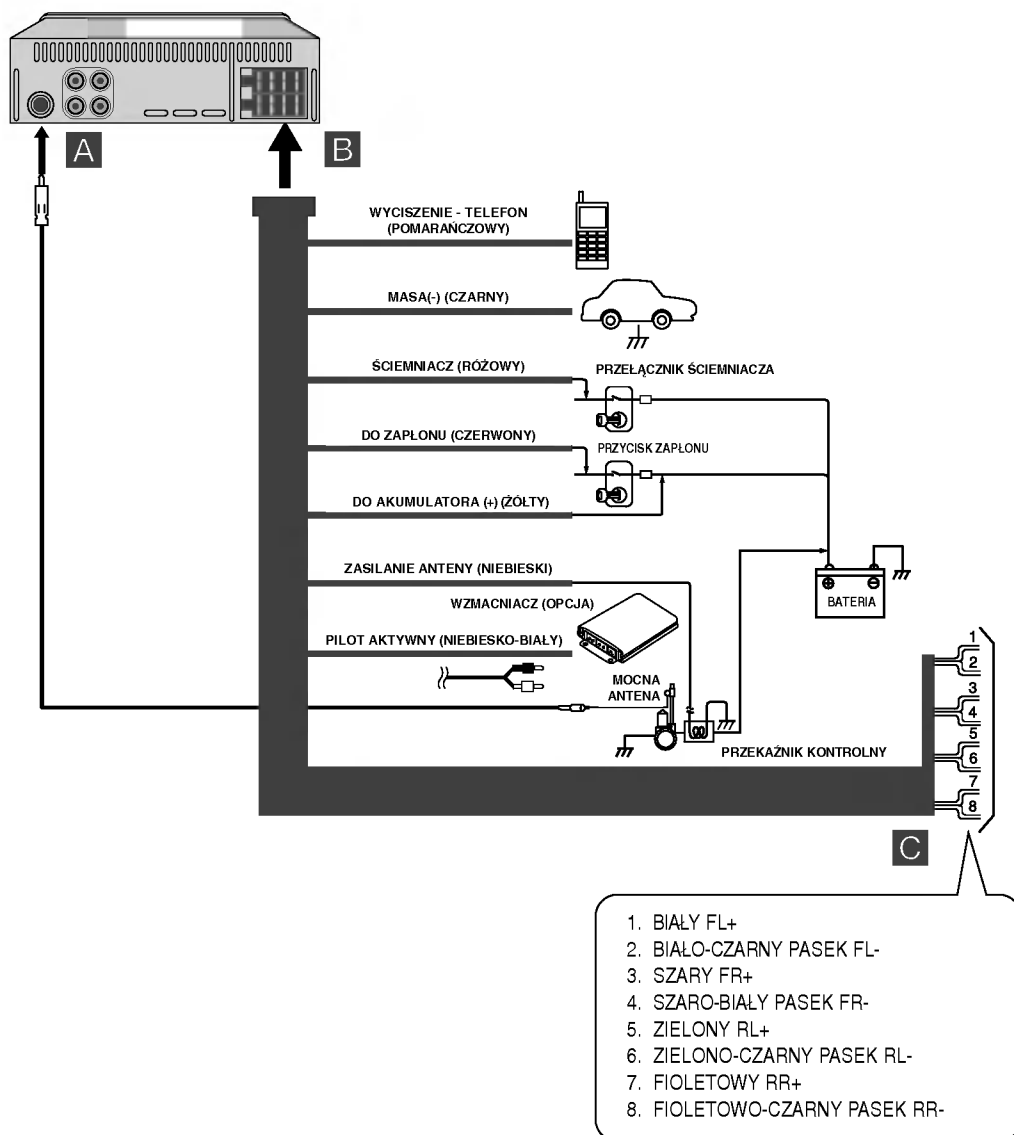 A
B
WYCISZENIE - TELEFON
(POMARAŃCZOWY)
MASA(-) (CZARNY)
ŚCIEMNIACZ (RÓŻOWY)
PRZEŁĄCZNIK ŚCIEMNIACZA
DO ZAPŁONU (CZERWONY)
PRZYCISK ZAPŁONU
DO AKUMULATORA (+) (ŻÓŁTY)
ZASILANIE ANTENY (NIEBIESKI)
BATERIA
WZMACNIACZ (OPCJA)
PILOT AKTYWNY (NIEBIESKO-BIAŁY)
MOCNA
ANTENA
PRZEKAŹNIK KONTROLNY
1
2
3
4
5
6
7
8
C
1. BIAŁY FL+
2. BIAŁO-CZARNY PASEK FL-
3. SZARY FR+
4. SZARO-BIAŁY PASEK FR-
5. ZIELONY RL+
6. ZIELONO-CZARNY PASEK RL-
7. FIOLETOWY RR+
8. FIOLETOWO-CZARNY PASEK RR-